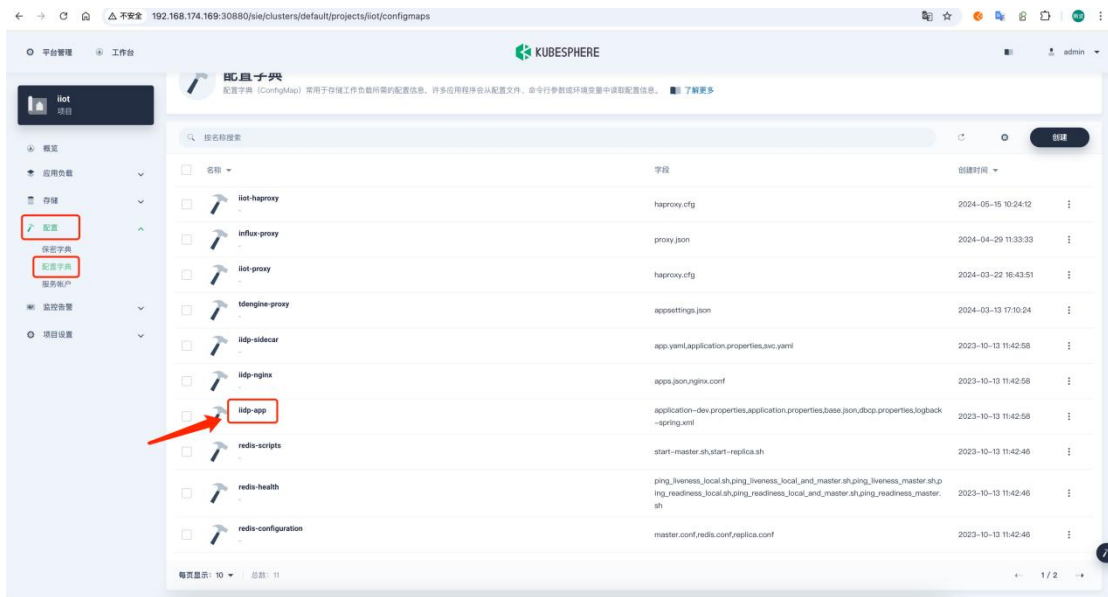 不安全 192.168.174.169:30880/sie/clusters/default/projects/iiot/configmaps
平台管理 工作台 KUBESPHERE admin
iiot
项目
概览
应用负载
存储
配置
保密字典
配置字典
服务帐户
监控告警
项目设置
配置字典
配置字典 (ConfigMap) 常用于存储工作负载所需的配置信息,许多应用程序会从配置文件、命令行参数或环境变量中读取配置信息。 了解更多
按名称搜索 创建
名称 字段 创建时间
iiot-haproxy
-
haproxy.cfg 2024-05-15 10:24:12
influx-proxy
-
proxy.json 2024-04-29 11:33:33
iiot-proxy
-
haproxy.cfg 2024-03-22 16:43:51
tdengine-proxy
-
appsettings.json 2024-03-13 17:10:24
iidp-sidecar
-
app.yaml,application.properties,svc.yaml 2023-10-13 11:42:58
iidp-nginx
-
apps.json,nginx.conf 2023-10-13 11:42:58
iidp-app
application-dev.properties,application.properties,base.json,dbcp.properties,logback
-spring.xml
2023-10-13 11:42:58
redis-scripts
-
start-master.sh,start-replica.sh 2023-10-13 11:42:46
redis-health
-
ping_liveness_local.sh,ping_liveness_local_and_master.sh,ping_liveness_master.sh,p
ing_readiness_local.sh,ping_readiness_local_and_master.sh,ping_readiness_master.
sh
2023-10-13 11:42:46
redis-configuration
-
master.conf,redis.conf,replica.conf 2023-10-13 11:42:46
每页显示: 10 总数: 11 1 / 2